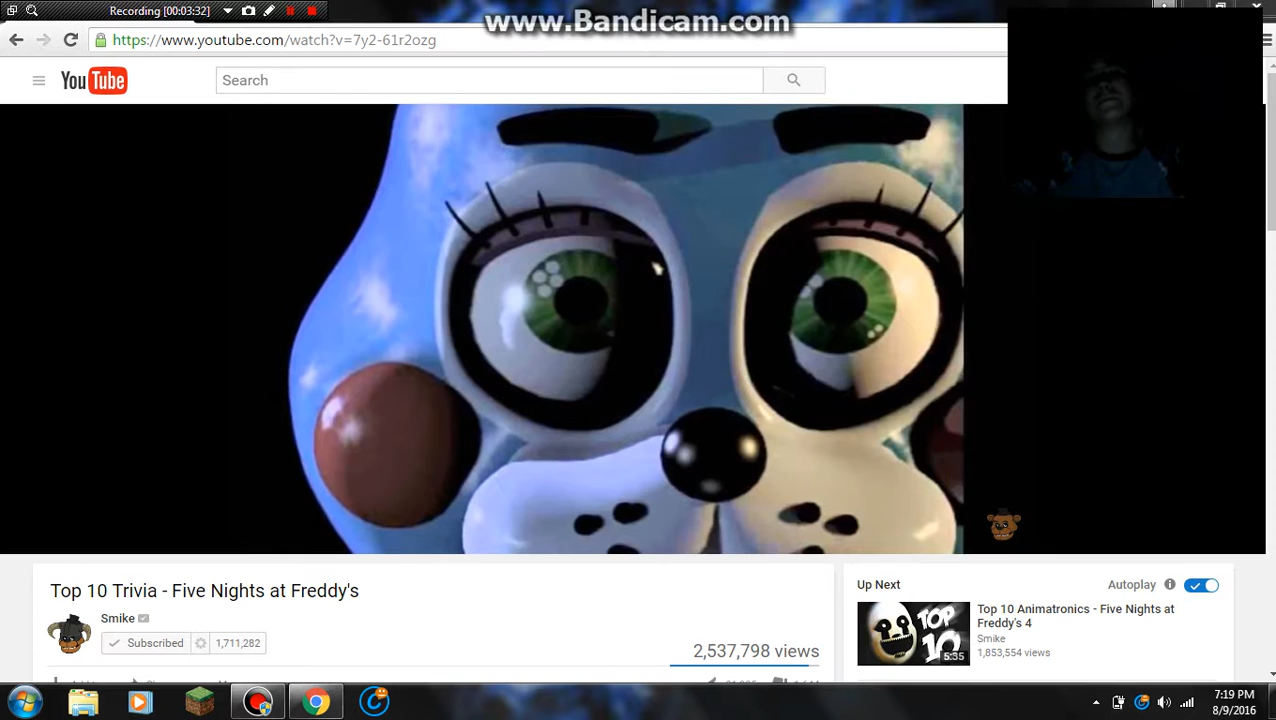 Recording [00:03:32]
www.Bandicam.com
https://www.youtube.com/watch?v=7y2-61r2ozg
YouTube
Search
Top 10 Trivia - Five Nights at Freddy's
Smike
Subscribed
1,711,282
2,537,798 views
Up Next
Autoplay
TOP 10
5:35
Top 10 Animatronics - Five Nights at
Freddy's 4
Smike
1,853,554 views
7:19 PM
8/9/2016